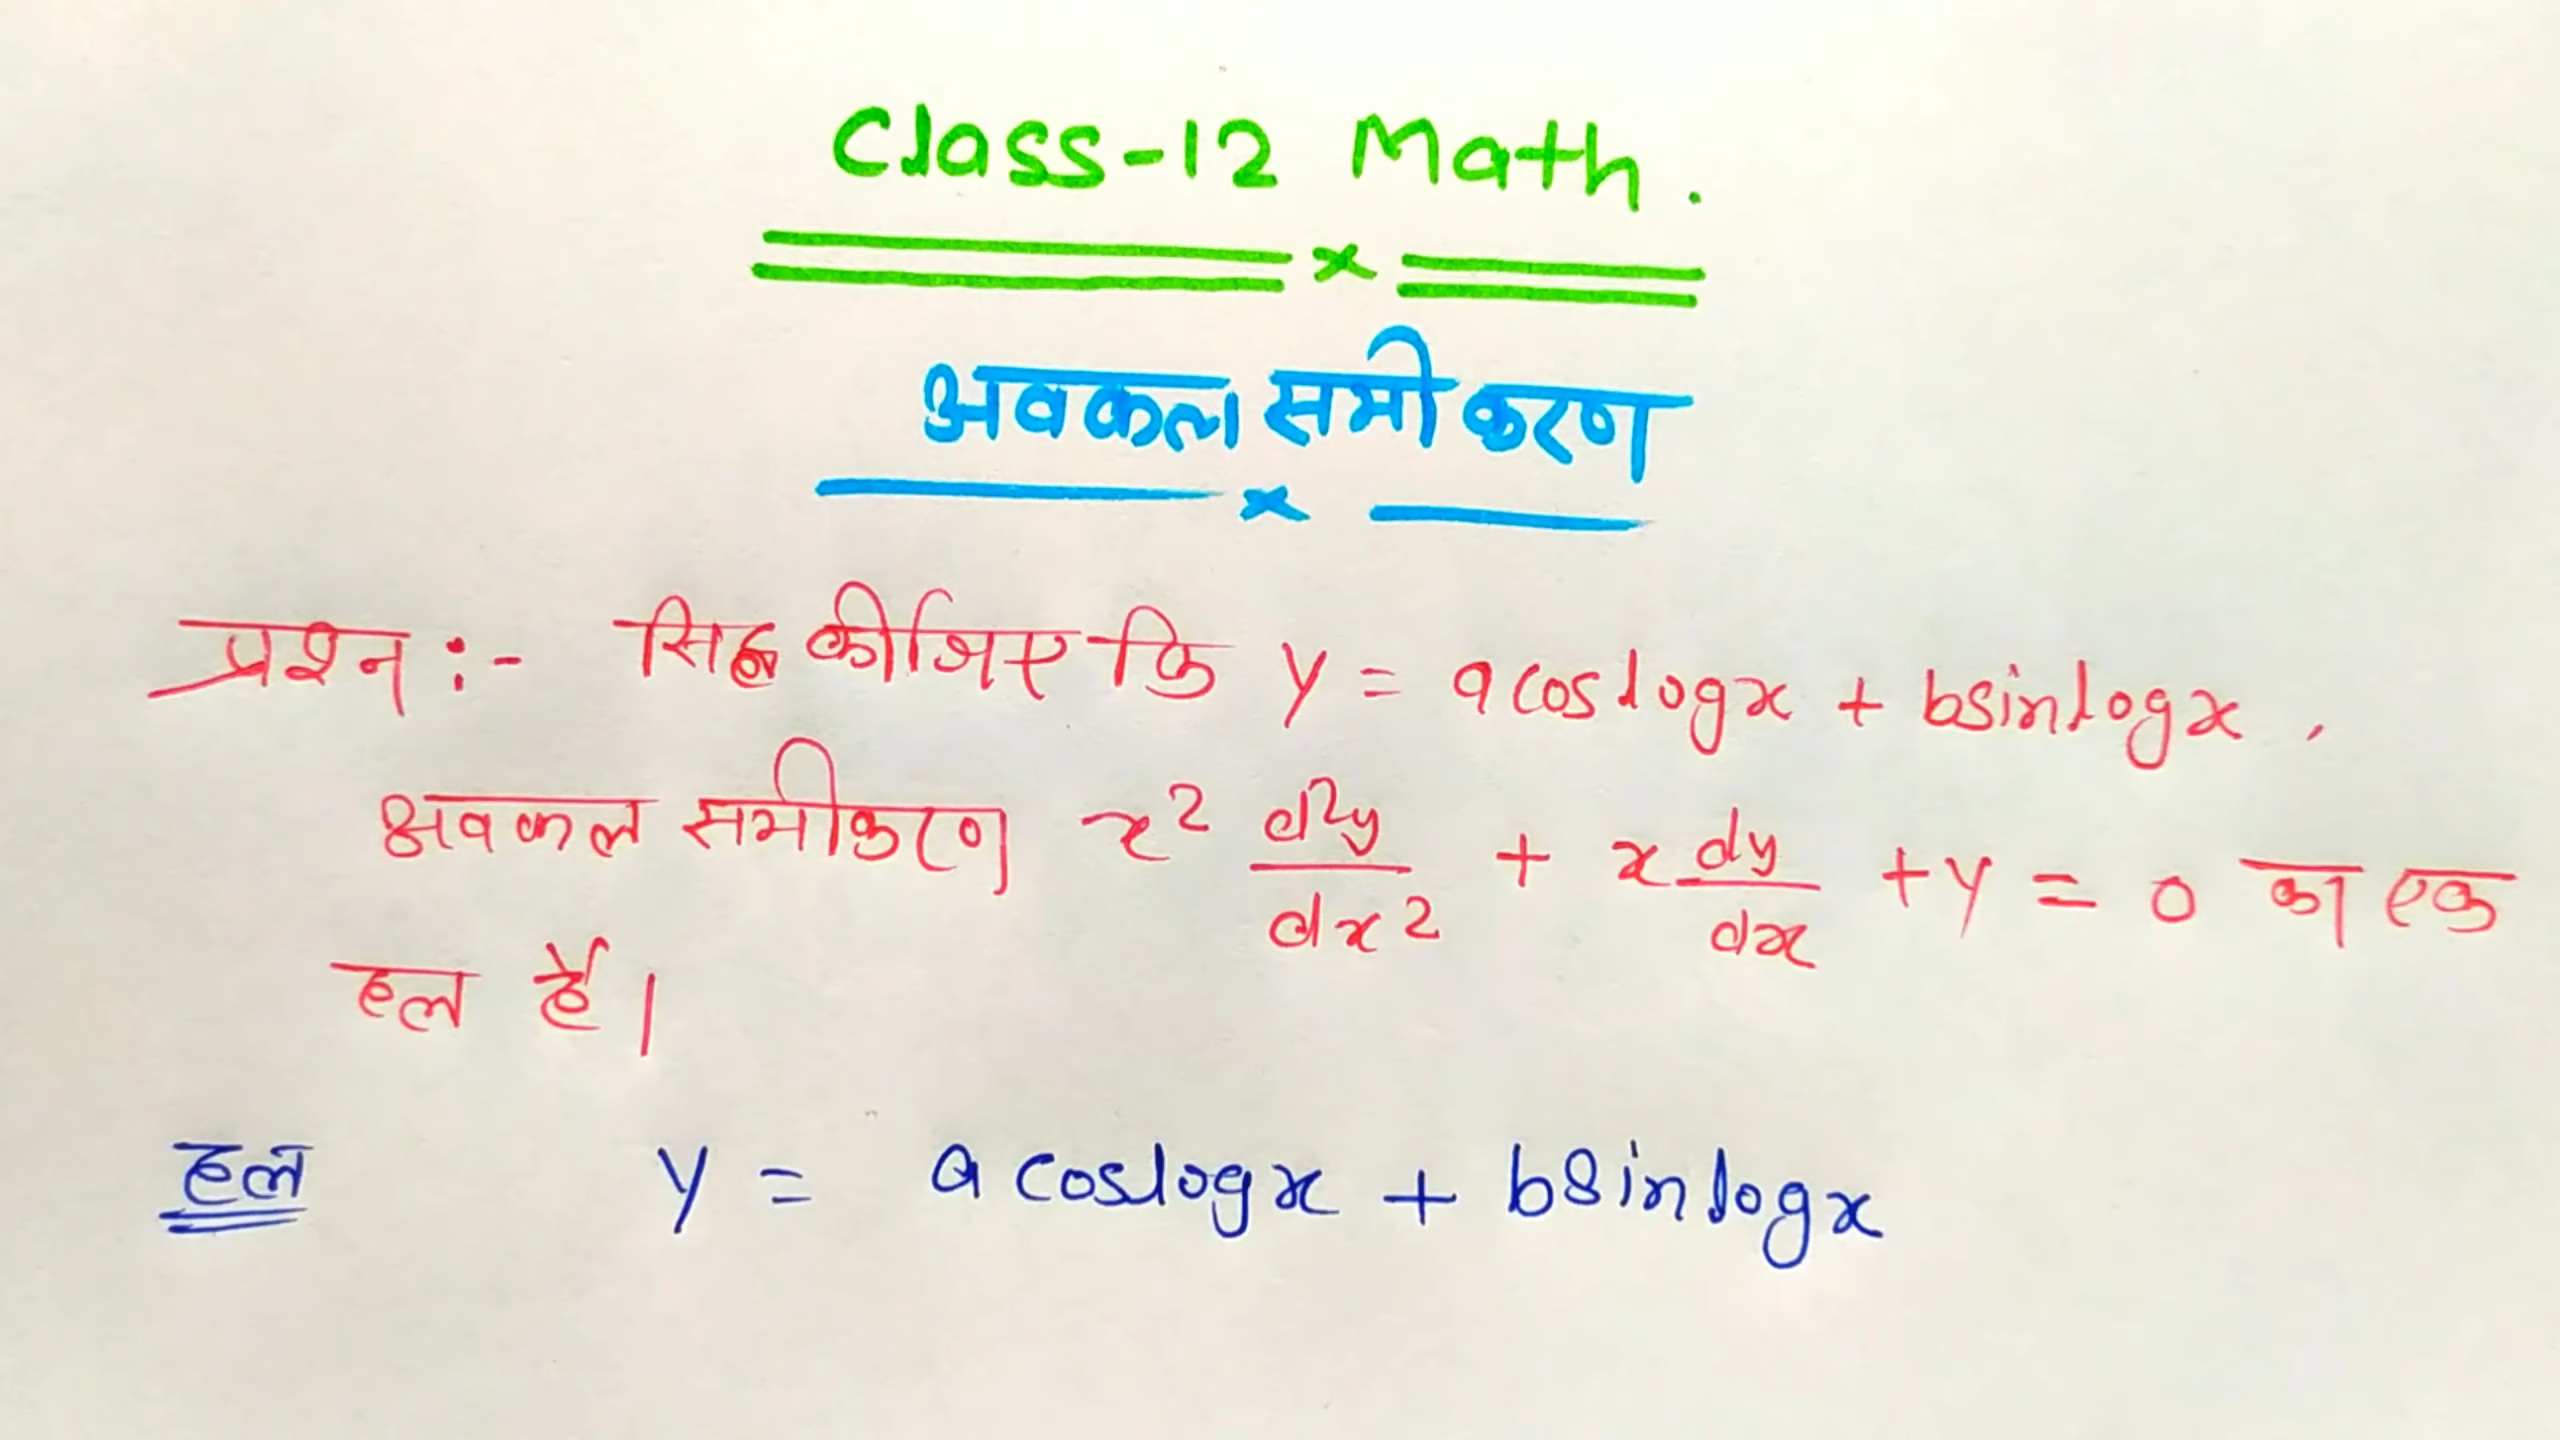 Class-12 Math.
x
अवकल समीकरण
x
प्रश्न :- सिद्ध कीजिए कि y = a cos log x + b sin log x ,
अवकल समीकरण x² d²y/dx² + x dy/dx + y = 0 का एक
हल है।
हल y = a cos log x + b sin log x